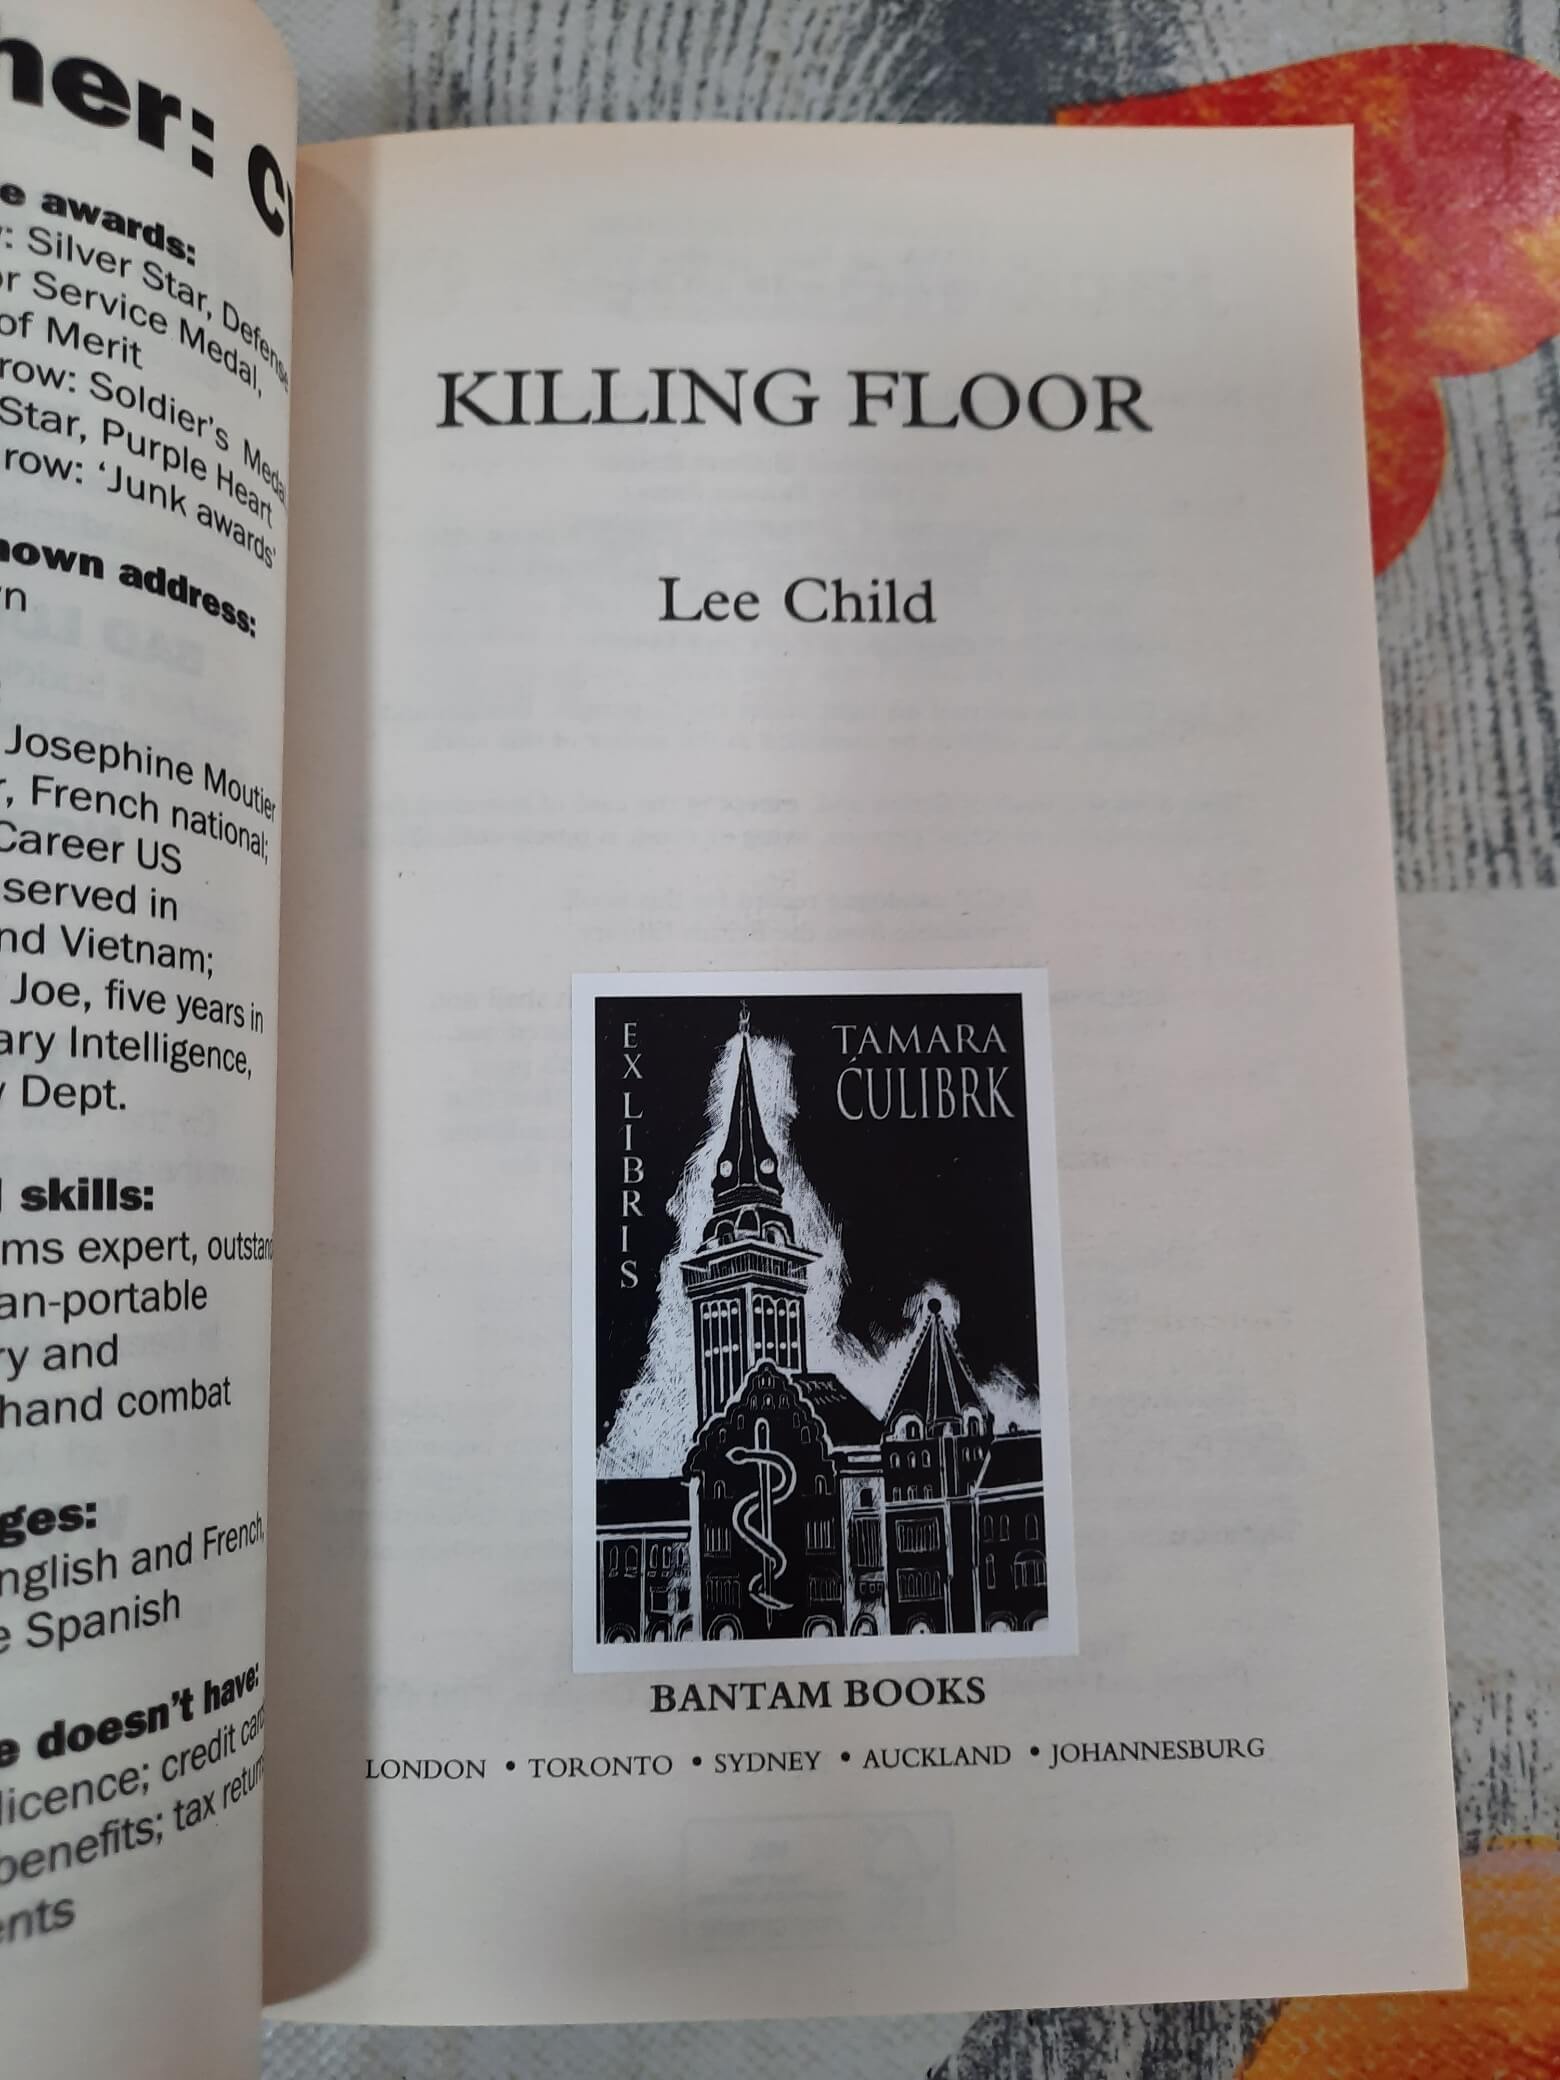 her:
e awards:
: Silver Star, Defense
or Service Medal,
of Merit
row: Soldier's Medal
Star, Purple Heart
row: 'Junk awards'
nown address:
n
Josephine Moutier
, French national;
Career US
served in
nd Vietnam;
Joe, five years in
ary Intelligence,
Dept.
skills:
ms expert, outstand
an-portable
ry and
hand combat
ges:
nglish and French,
e Spanish
e doesn't have:
licence; credit card
benefits; tax return
ents
KILLING FLOOR
Lee Child
EX LIBRIS
TAMARA
ĆULIBRK
BANTAM BOOKS
LONDON • TORONTO • SYDNEY • AUCKLAND • JOHANNESBURG